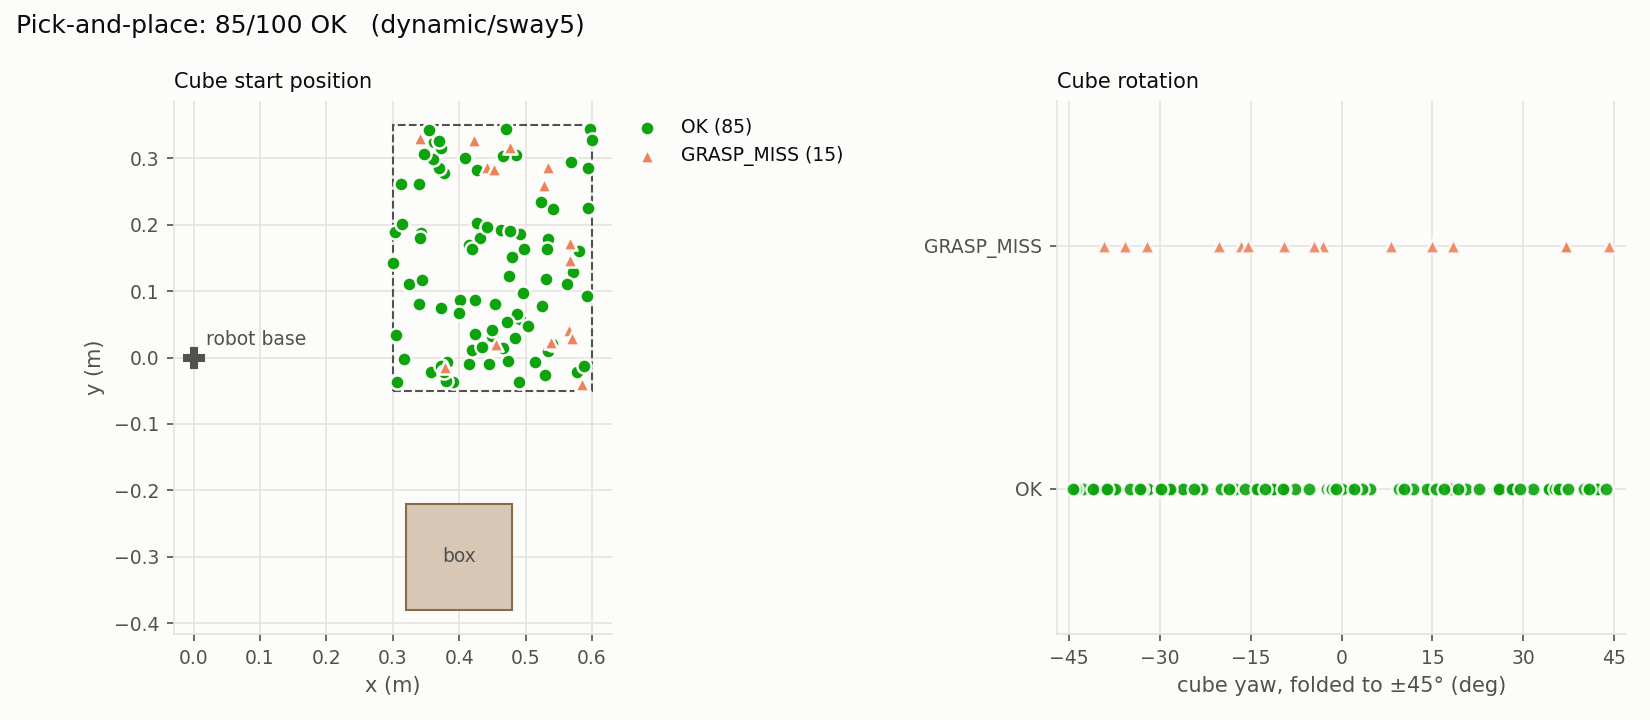 Pick-and-place: 85/100 OK   (dynamic/sway5)
Cube start position
OK (85)
GRASP_MISS (15)
robot base
box
0.3
0.2
0.1
0.0
−0.1
−0.2
−0.3
−0.4
y (m)
0.0 0.1 0.2 0.3 0.4 0.5 0.6
x (m)
Cube rotation
GRASP_MISS
OK
−45 −30 −15 0 15 30 45
cube yaw, folded to ±45° (deg)